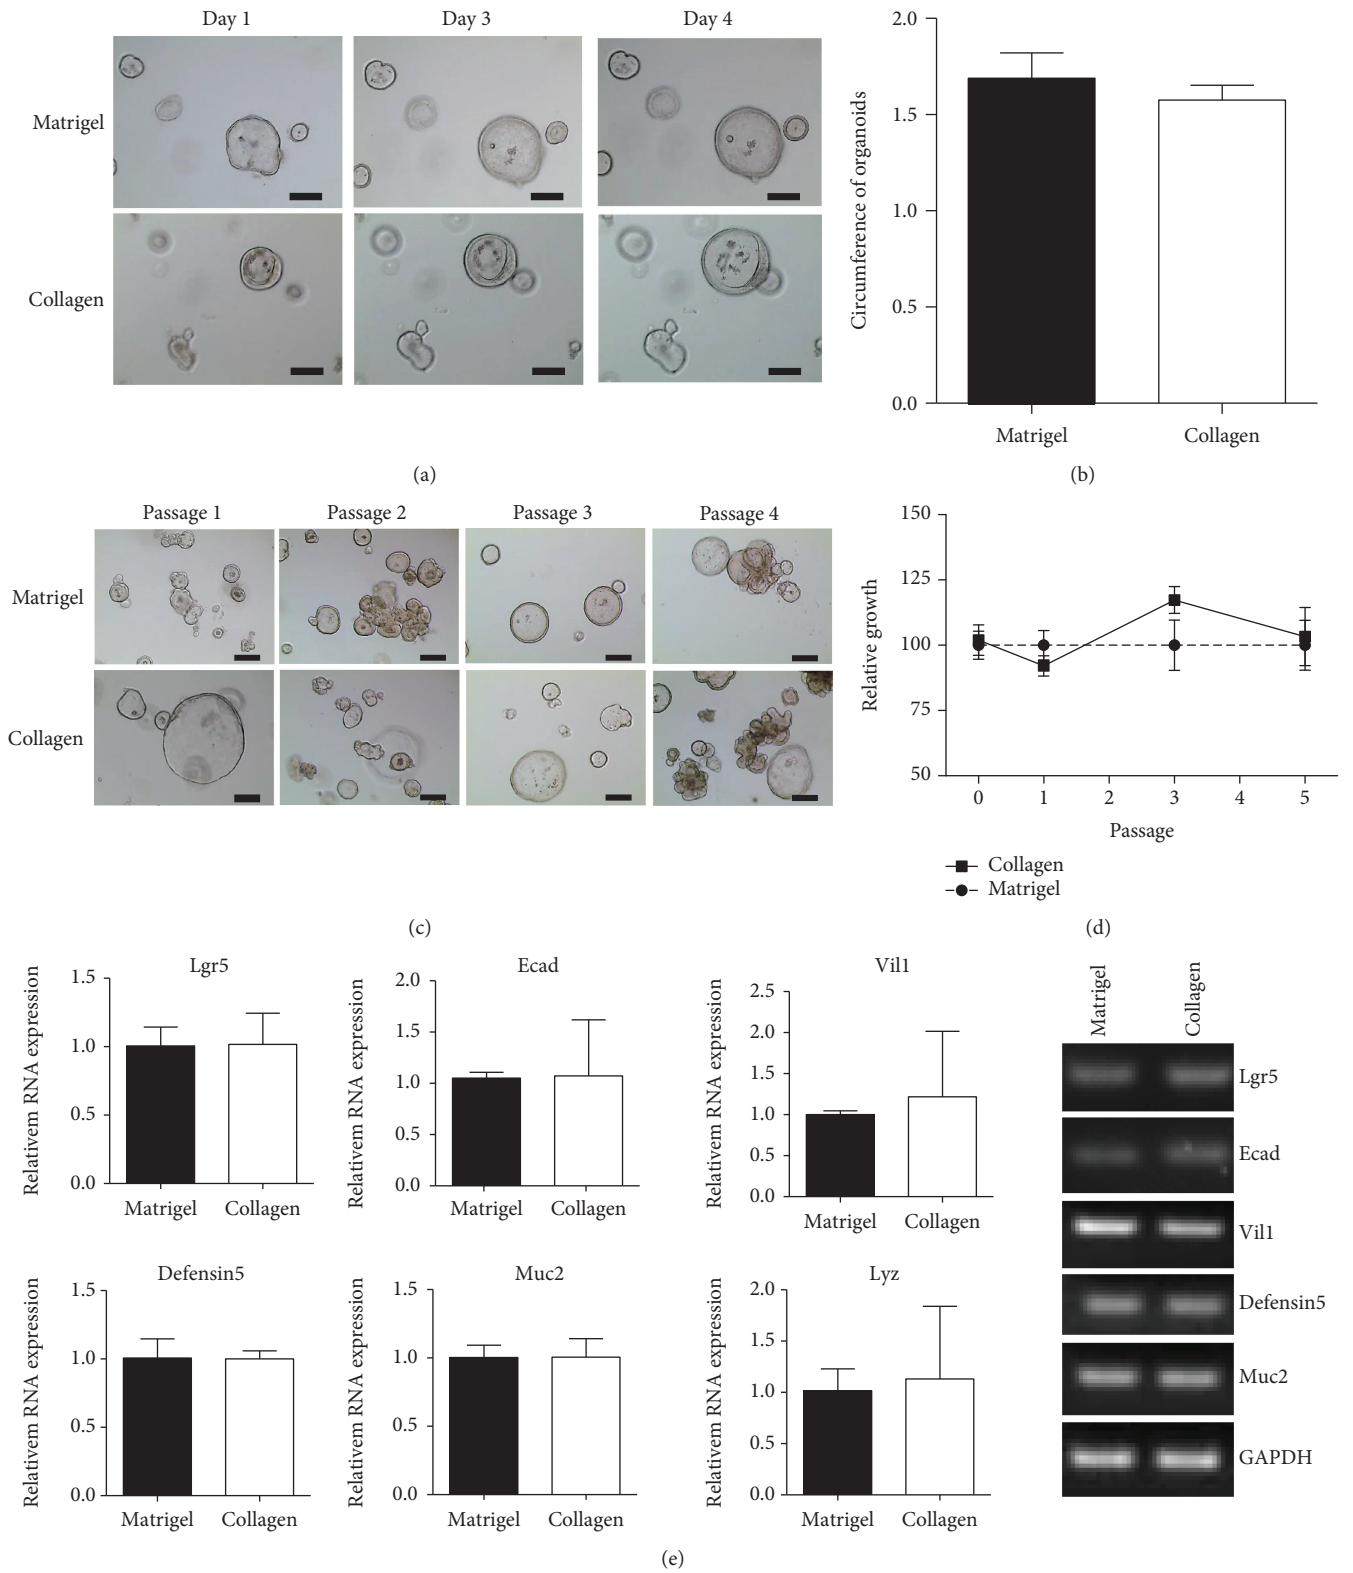 Day 1 Day 3 Day 4
Matrigel
Collagen
(a)
2.0
1.5
1.0
0.5
0.0
Circumference of organoids
Matrigel Collagen
(b)
Passage 1 Passage 2 Passage 3 Passage 4
Matrigel
Collagen
(c)
150
125
100
75
50
Relative growth
0 1 2 3 4 5
Passage
Collagen
Matrigel
(d)
Lgr5
1.5
1.0
0.5
0.0
Relativem RNA expression
Matrigel Collagen
Ecad
2.0
1.5
1.0
0.5
0.0
Relativem RNA expression
Matrigel Collagen
Vil1
2.5
2.0
1.5
1.0
0.5
0.0
Relativem RNA expression
Matrigel Collagen
Defensin5
1.5
1.0
0.5
0.0
Relativem RNA expression
Matrigel Collagen
Muc2
1.5
1.0
0.5
0.0
Relativem RNA expression
Matrigel Collagen
Lyz
2.0
1.5
1.0
0.5
0.0
Relativem RNA expression
Matrigel Collagen
Matrigel
Collagen
Lgr5
Ecad
Vil1
Defensin5
Muc2
GAPDH
(e)